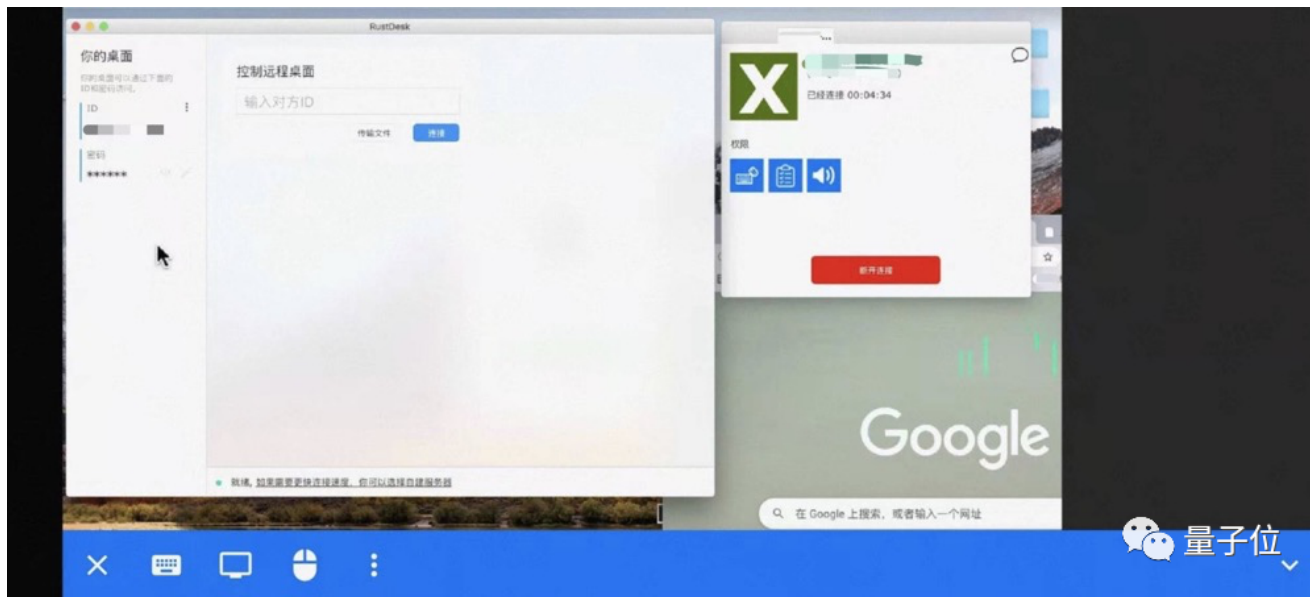 RustDesk
你的桌面
你的桌面可以通过下面的
ID和密码访问。
ID
密码
******
控制远程桌面
输入对方ID
传输文件
连接
就绪, 如果需要更快连接速度，你可以选择自建服务器
X
已经连接 00:04:34
权限
断开连接
Google
在 Google 上搜索，或者输入一个网址
量子位